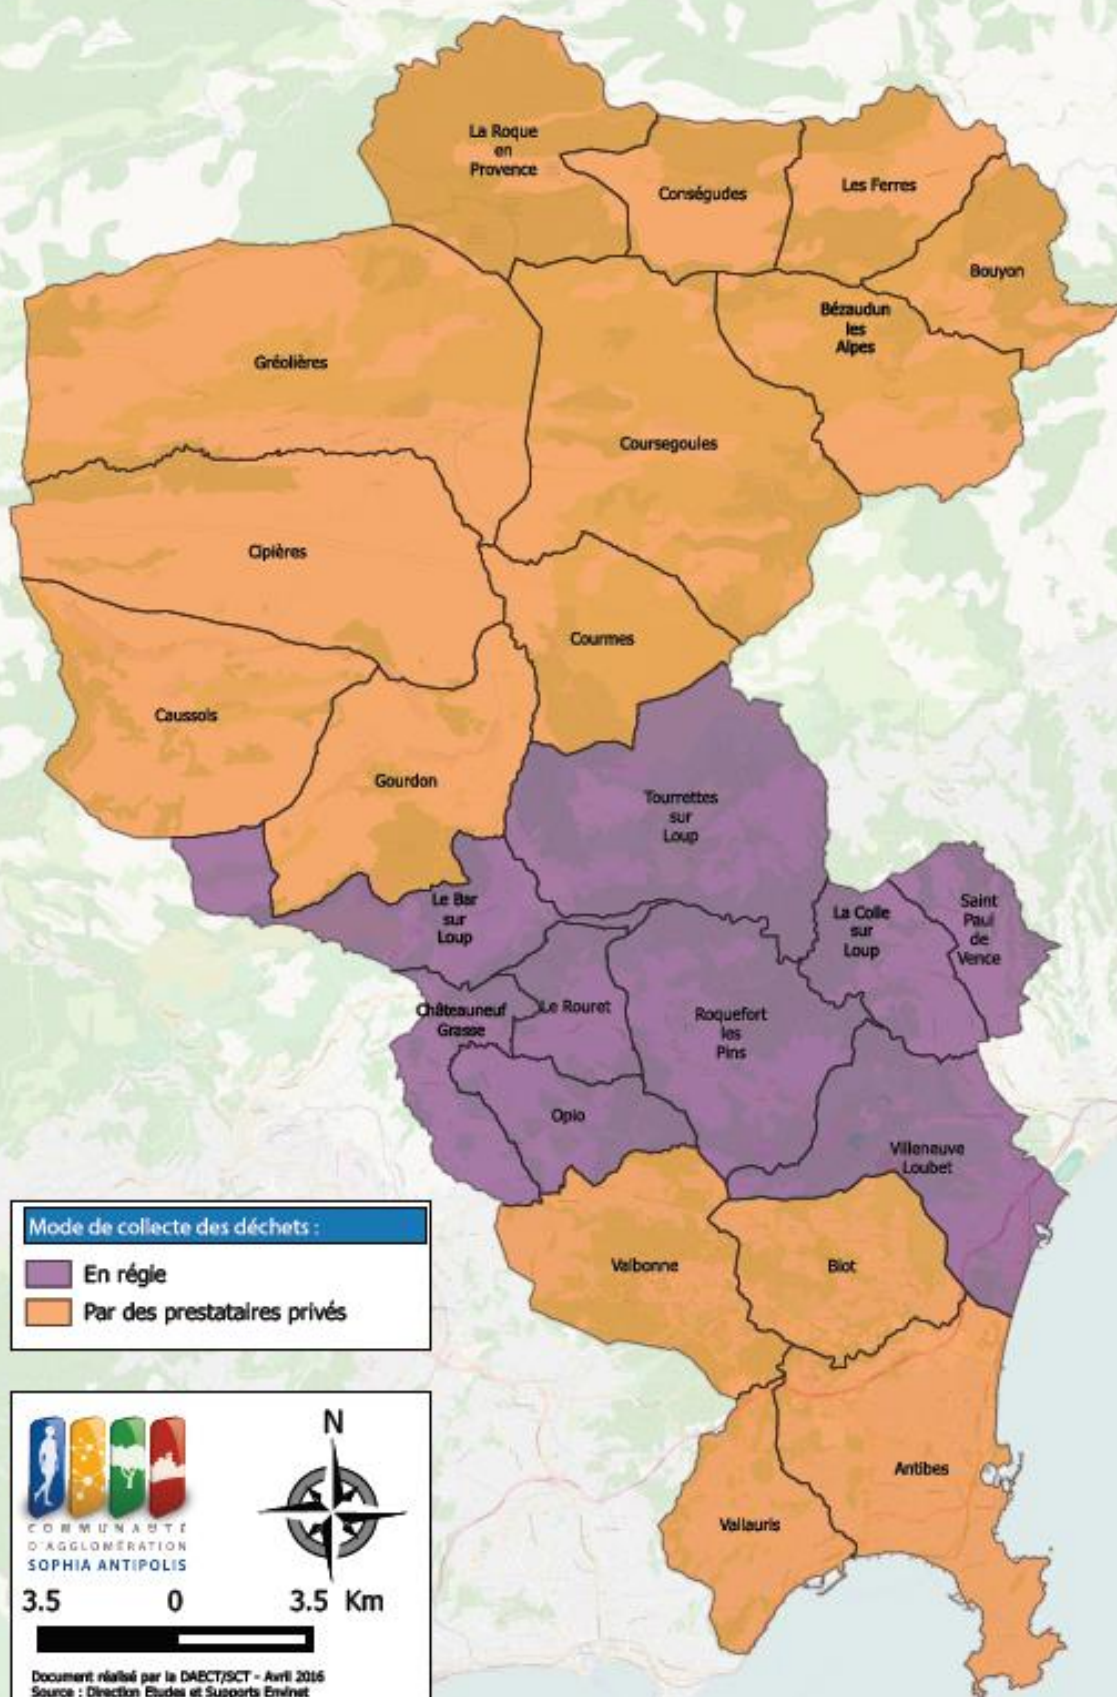 La Roque
en
Provence
Conségudes
Les Ferres
Bouyon
Bézaudun
les
Alpes
Gréolières
Coursegoules
Cipières
Courmes
Caussols
Gourdon
Tourrettes
sur
Loup
Le Bar
sur
Loup
La Colle
sur
Loup
Saint
Paul
de
Vence
Châteauneuf
Grasse
Le Rouret
Roquefort
les
Pins
Opio
Villeneuve
Loubet
Mode de collecte des déchets :
En régie
Par des prestataires privés
Valbonne
Biot
Antibes
Vallauris
N
COMMUNAUTÉ
D'AGGLOMÉRATION
SOPHIA ANTIPOLIS
3.5 0 3.5 Km
Document réalisé par la DAECT/SCT - Avril 2016
Source : Direction Etudes et Supports Envinet